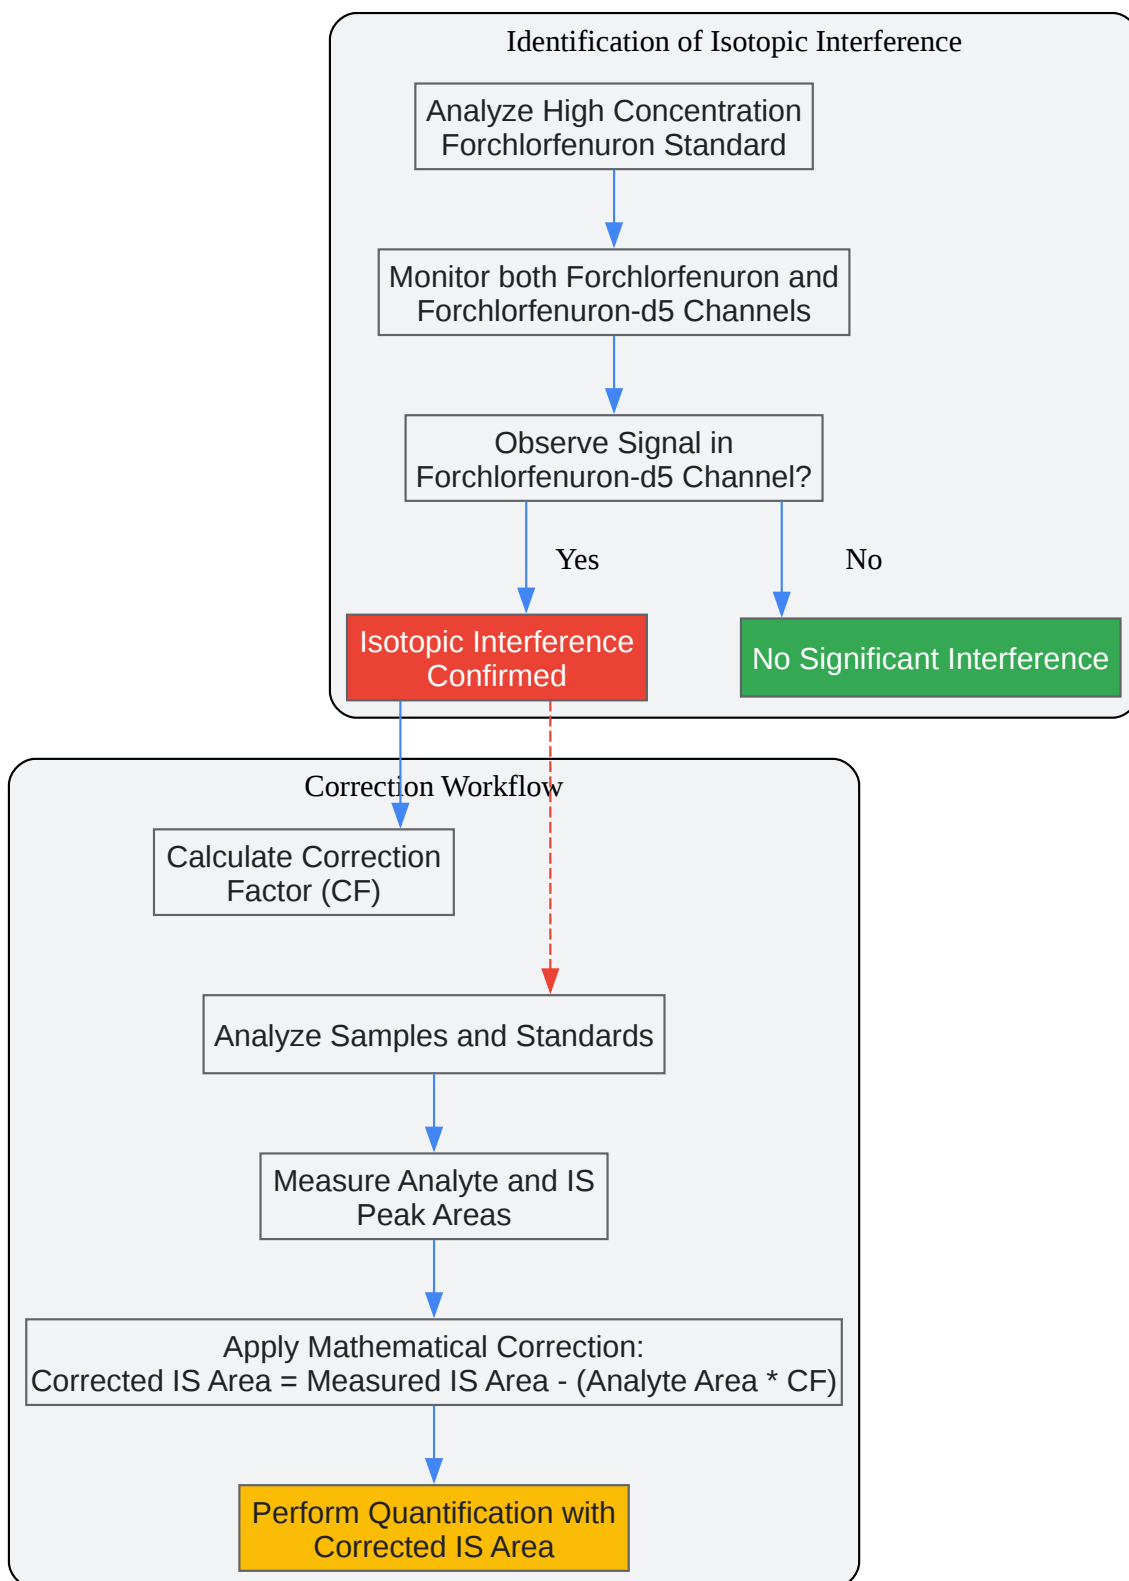 Identification of Isotopic Interference
Analyze High Concentration
Forchlorfenuron Standard
Monitor both Forchlorfenuron and
Forchlorfenuron-d5 Channels
Observe Signal in
Forchlorfenuron-d5 Channel?
Yes
No
Isotopic Interference
Confirmed
No Significant Interference
Correction Workflow
Calculate Correction
Factor (CF)
Analyze Samples and Standards
Measure Analyte and IS
Peak Areas
Apply Mathematical Correction:
Corrected IS Area = Measured IS Area - (Analyte Area * CF)
Perform Quantification with
Corrected IS Area